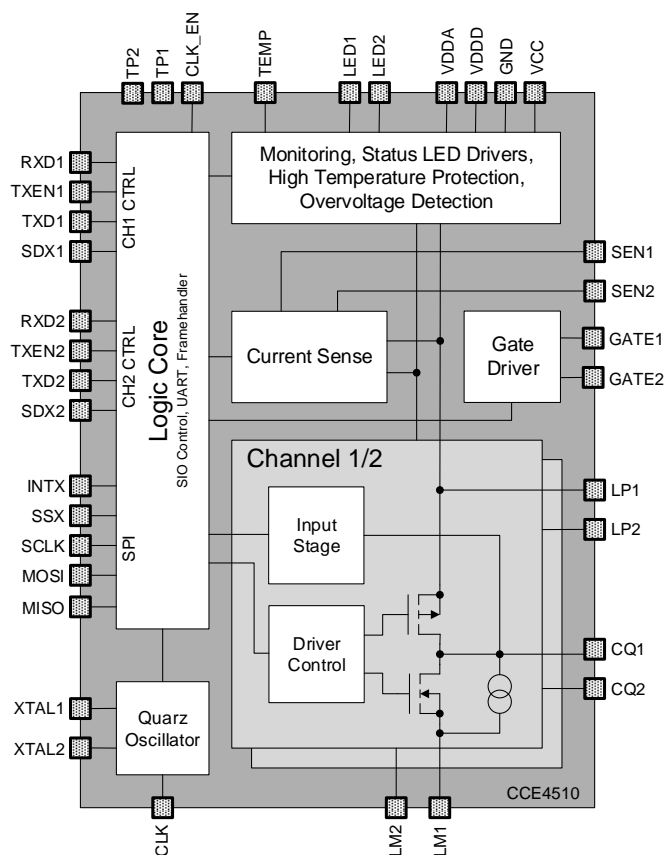 TP2
TP1
CLK_EN
TEMP
LED1
LED2
VDDA
VDDD
GND
VCC
RXD1
TXEN1
TXD1
SDX1
RXD2
TXEN2
TXD2
SDX2
INTX
SSX
SCLK
MOSI
MISO
XTAL1
XTAL2
CH1 CTRL
CH2 CTRL
SPI
Logic Core
SIO Control, UART, Framehandler
Monitoring, Status LED Drivers,
High Temperature Protection,
Overvoltage Detection
Current Sense
Gate
Driver
Channel 1/2
Input
Stage
Driver
Control
Quarz
Oscillator
SEN1
SEN2
GATE1
GATE2
LP1
LP2
CQ1
CQ2
CCE4510
CLK
LM2
LM1